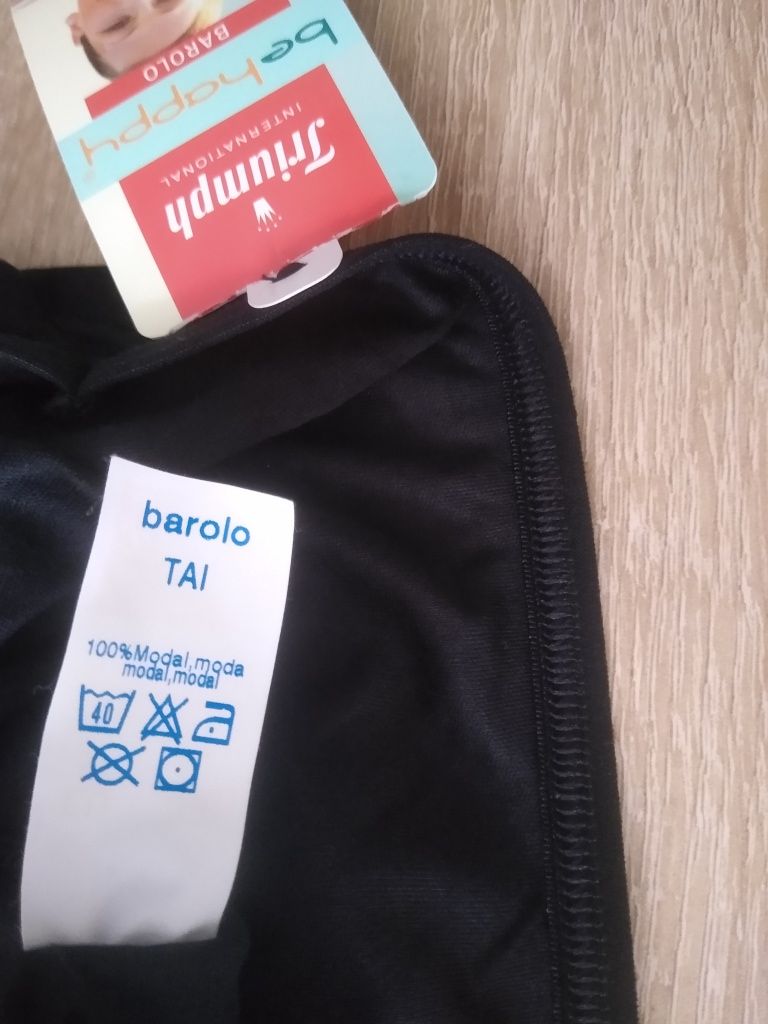 Triumph
INTERNATIONAL
be happy
BAROLO
barolo
TAI
100%Modal,moda
modal,modal
40